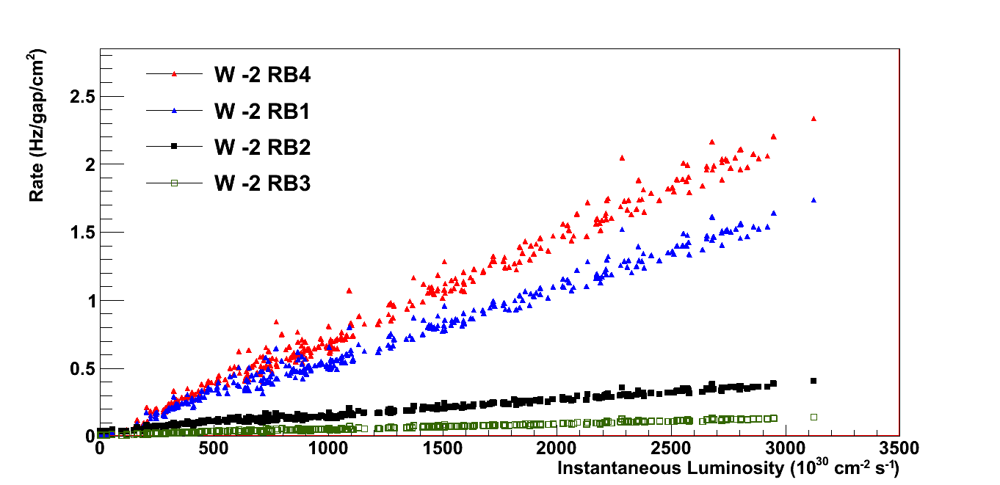 Rate (Hz/gap/cm²)
W -2 RB4
W -2 RB1
W -2 RB2
W -2 RB3
2.5
2
1.5
1
0.5
0
0 500 1000 1500 2000 2500 3000 3500
Instantaneous Luminosity (10³⁰ cm⁻² s⁻¹)